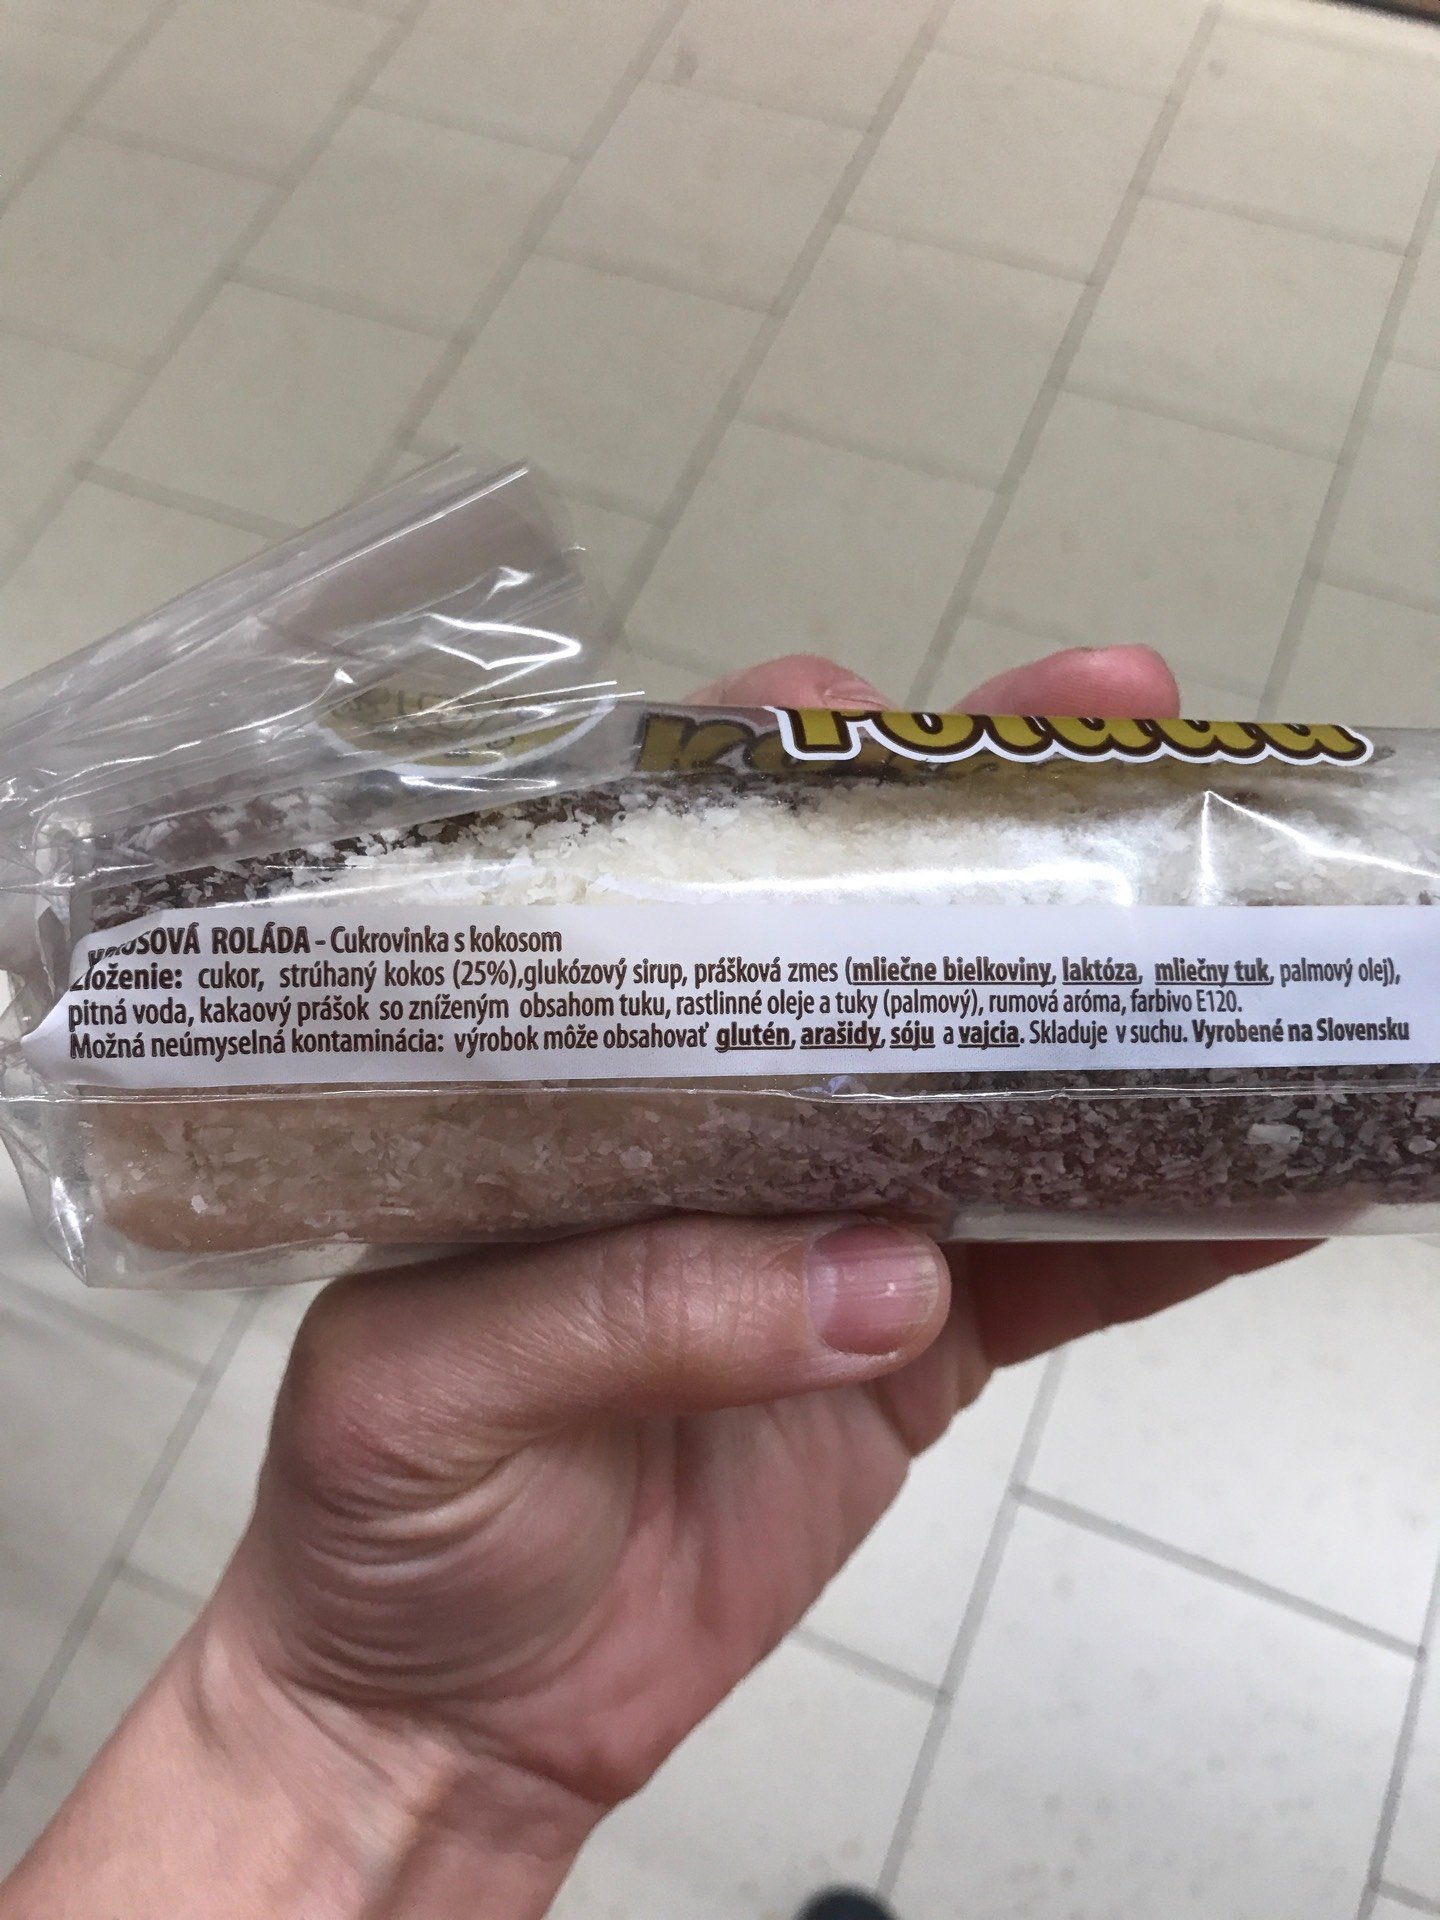 Roláda
KOKOSOVÁ ROLÁDA - Cukrovinka s kokosom
Zloženie: cukor, strúhaný kokos (25%),glukózový sirup, prášková zmes (mliečne bielkoviny, laktóza, mliečny tuk, palmový olej),
pitná voda, kakaový prášok so zníženým obsahom tuku, rastlinné oleje a tuky (palmový), rumová aróma, farbivo E120.
Možná neúmyselná kontaminácia: výrobok môže obsahovať glutén, arašidy, sóju a vajcia. Skladuje v suchu. Vyrobené na Slovensku